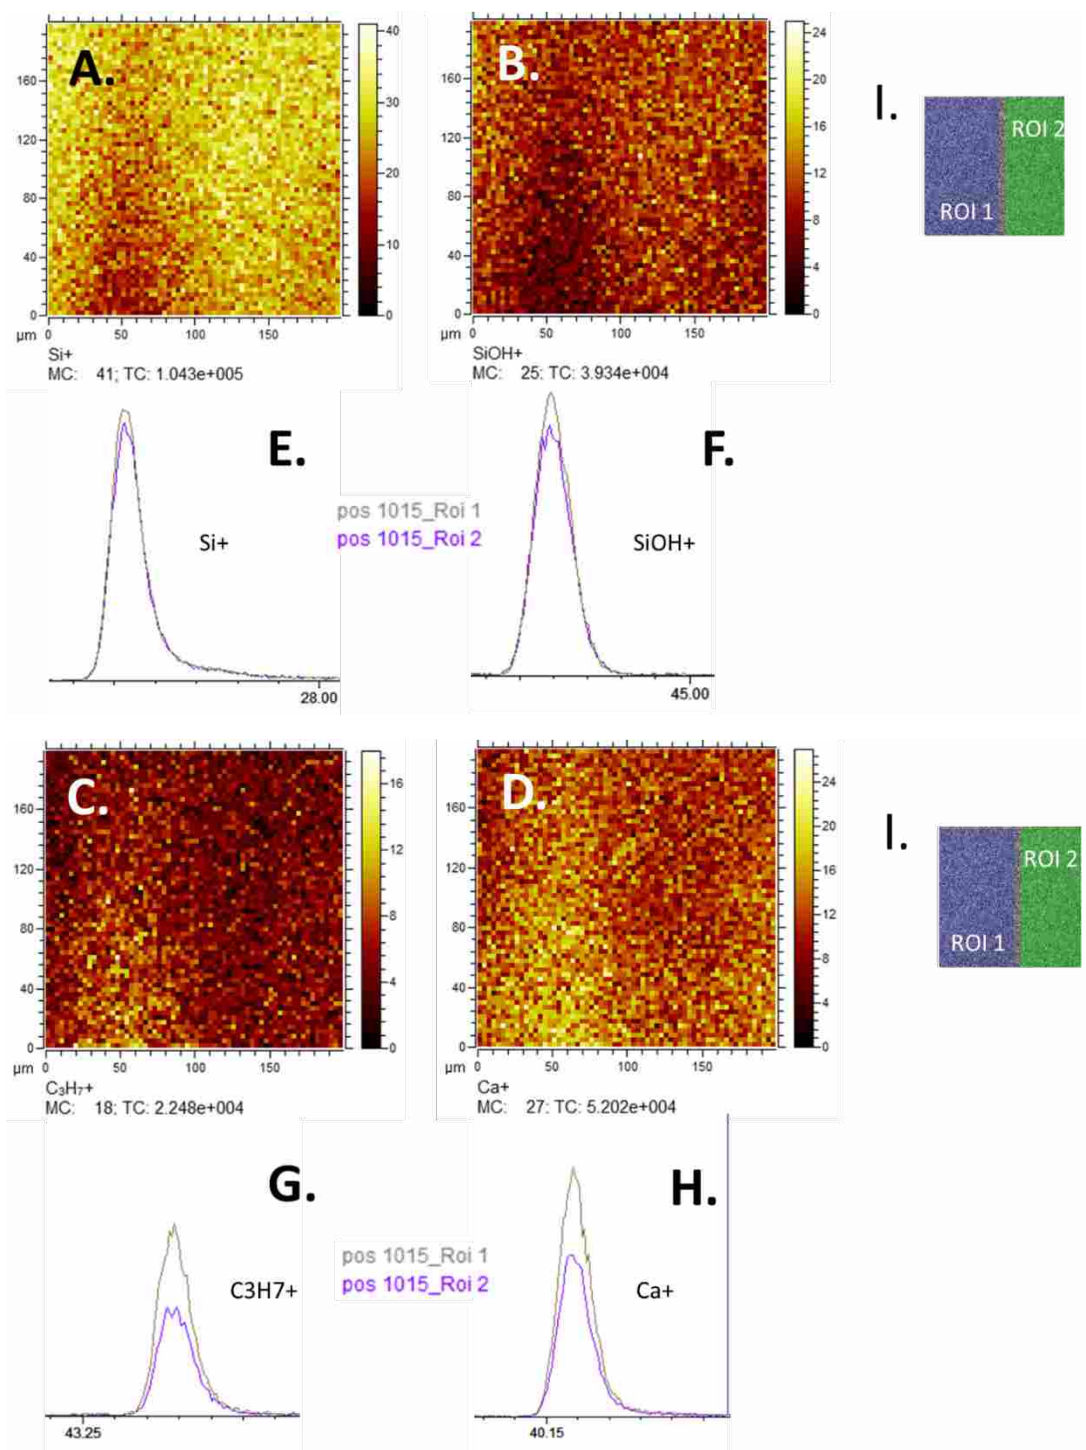 A.
160
120
80
40
0
µm 0 50 100 150
40
30
20
10
0
Si+
MC: 41; TC: 1.043e+005
B.
160
120
80
40
0
0 50 100 150
24
20
16
12
8
4
0
SiOH+
MC: 25; TC: 3.934e+004
I.
ROI 2
ROI 1
E.
Si+
28.00
pos 1015_Roi 1
pos 1015_Roi 2
F.
SiOH+
45.00
C.
160
120
80
40
0
µm 0 50 100 150
16
12
8
4
0
C₃H₇+
MC: 18; TC: 2.248e+004
D.
160
120
80
40
0
µm 0 50 100 150
24
20
16
12
8
4
0
Ca+
MC: 27; TC: 5.202e+004
I.
ROI 2
ROI 1
G.
C3H7+
43.25
pos 1015_Roi 1
pos 1015_Roi 2
H.
Ca+
40.15